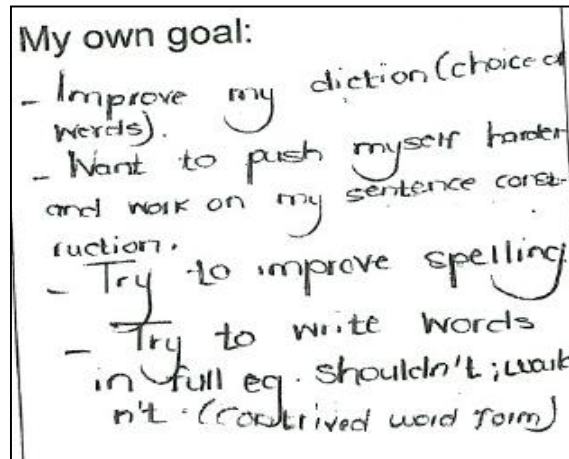 My own goal:
- Improve my diction (choice of
words).
- Want to push myself harder
and work on my sentence const-
ruction.
- Try to improve spelling
- Try to write words
in full eg. shouldn't;
n't. (contrived word form)